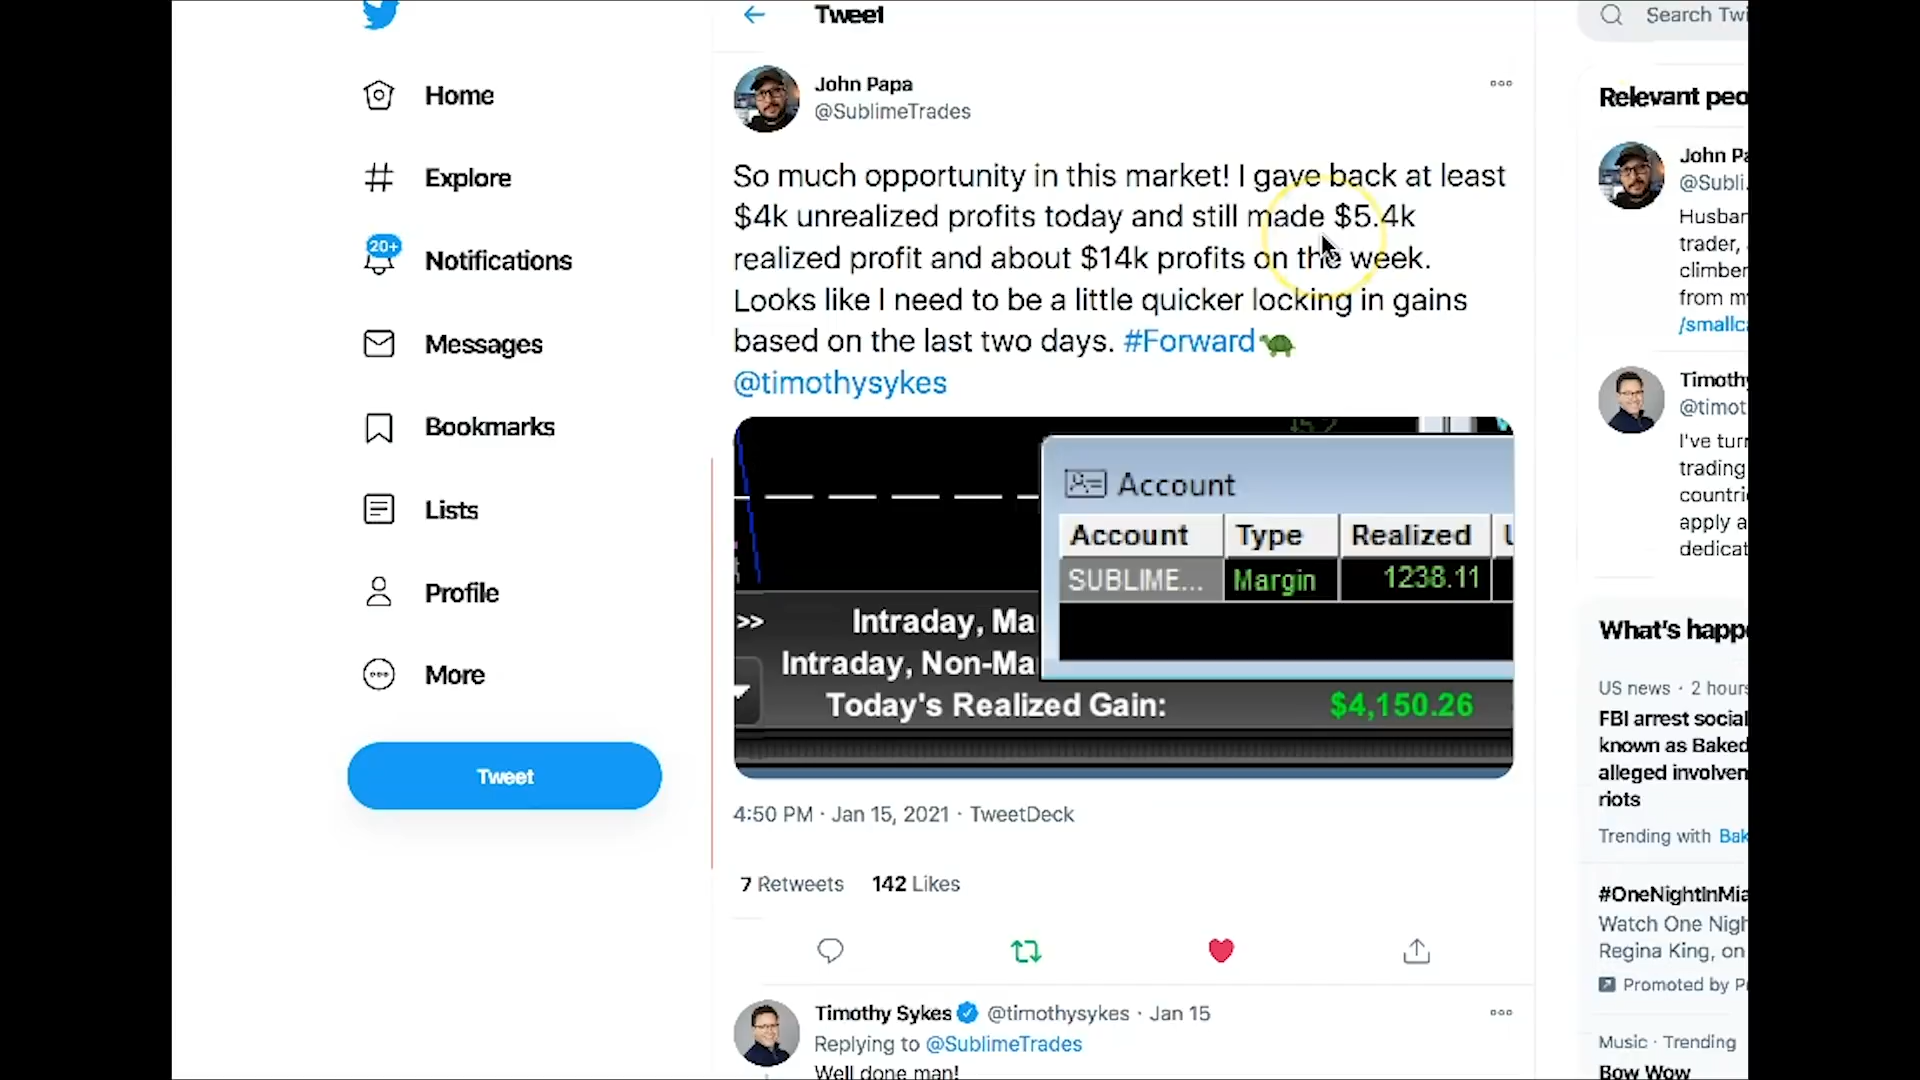 Tweet
Search Twi
Home
Explore
20+
Notifications
Messages
Bookmarks
Lists
Profile
More
Tweet
John Papa
@SublimeTrades
So much opportunity in this market! I gave back at least
$4k unrealized profits today and still made $5.4k
realized profit and about $14k profits on the week.
Looks like I need to be a little quicker locking in gains
based on the last two days. #Forward🐢
@timothysykes
Account
Account Type Realized
SUBLIME... Margin 1238.11
>> Intraday, Ma
Intraday, Non-Ma
Today's Realized Gain: $4,150.26
4:50 PM · Jan 15, 2021 · TweetDeck
7 Retweets 142 Likes
Timothy Sykes @timothysykes · Jan 15
Replying to @SublimeTrades
Well done man!
Relevant peo
John Pa
@Subli.
Husban
trader,
climber
from m
/smallca
Timothy
@timot
I've turn
trading
countri
apply a
dedicat
What's happe
US news · 2 hours
FBI arrest social
known as Baked
alleged involven
riots
Trending with Bak
#OneNightInMia
Watch One Nigh
Regina King, on
Promoted by P
Music · Trending
Bow Wow